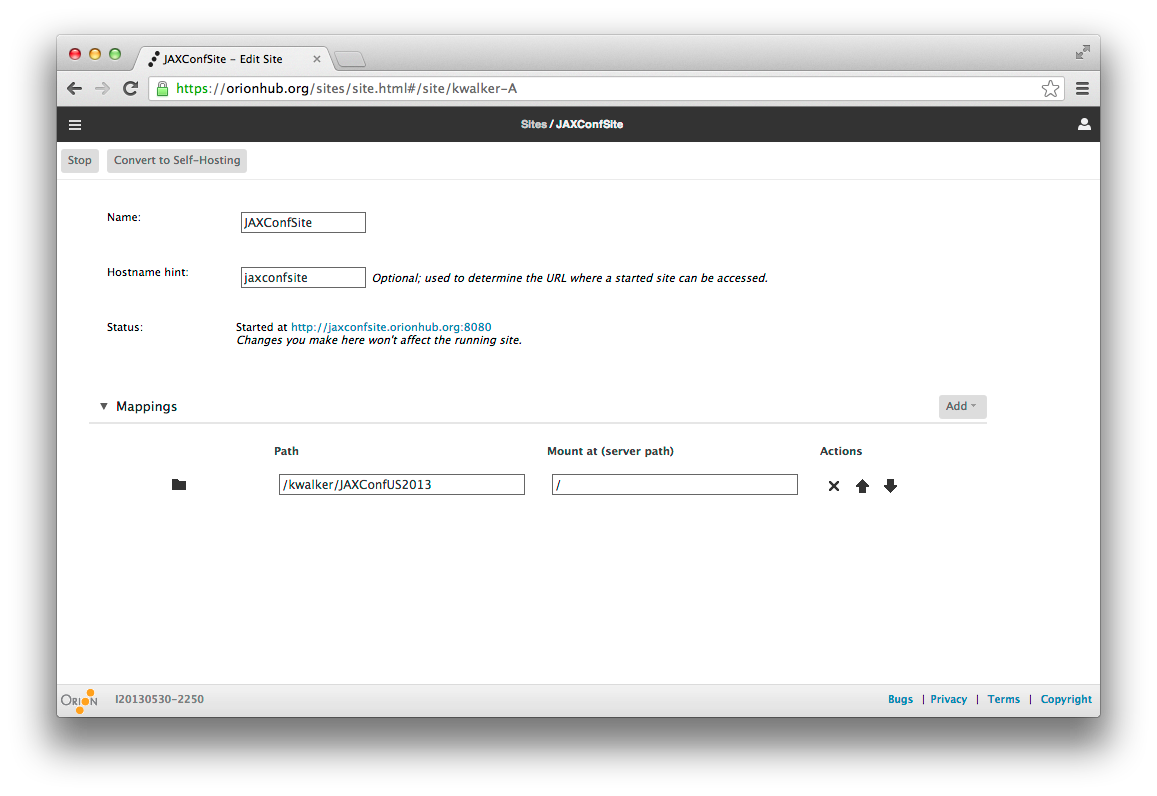 JAXConfSite – Edit Site
https://orionhub.org/sites/site.html#/site/kwalker-A
Sites / JAXConfSite
Stop Convert to Self-Hosting
Name: JAXConfSite
Hostname hint: jaxconfsite Optional; used to determine the URL where a started site can be accessed.
Status: Started at http://jaxconfsite.orionhub.org:8080
Changes you make here won't affect the running site.
Mappings Add
Path Mount at (server path) Actions
/kwalker/JAXConfUS2013 /
ORION I20130530-2250 Bugs | Privacy | Terms | Copyright